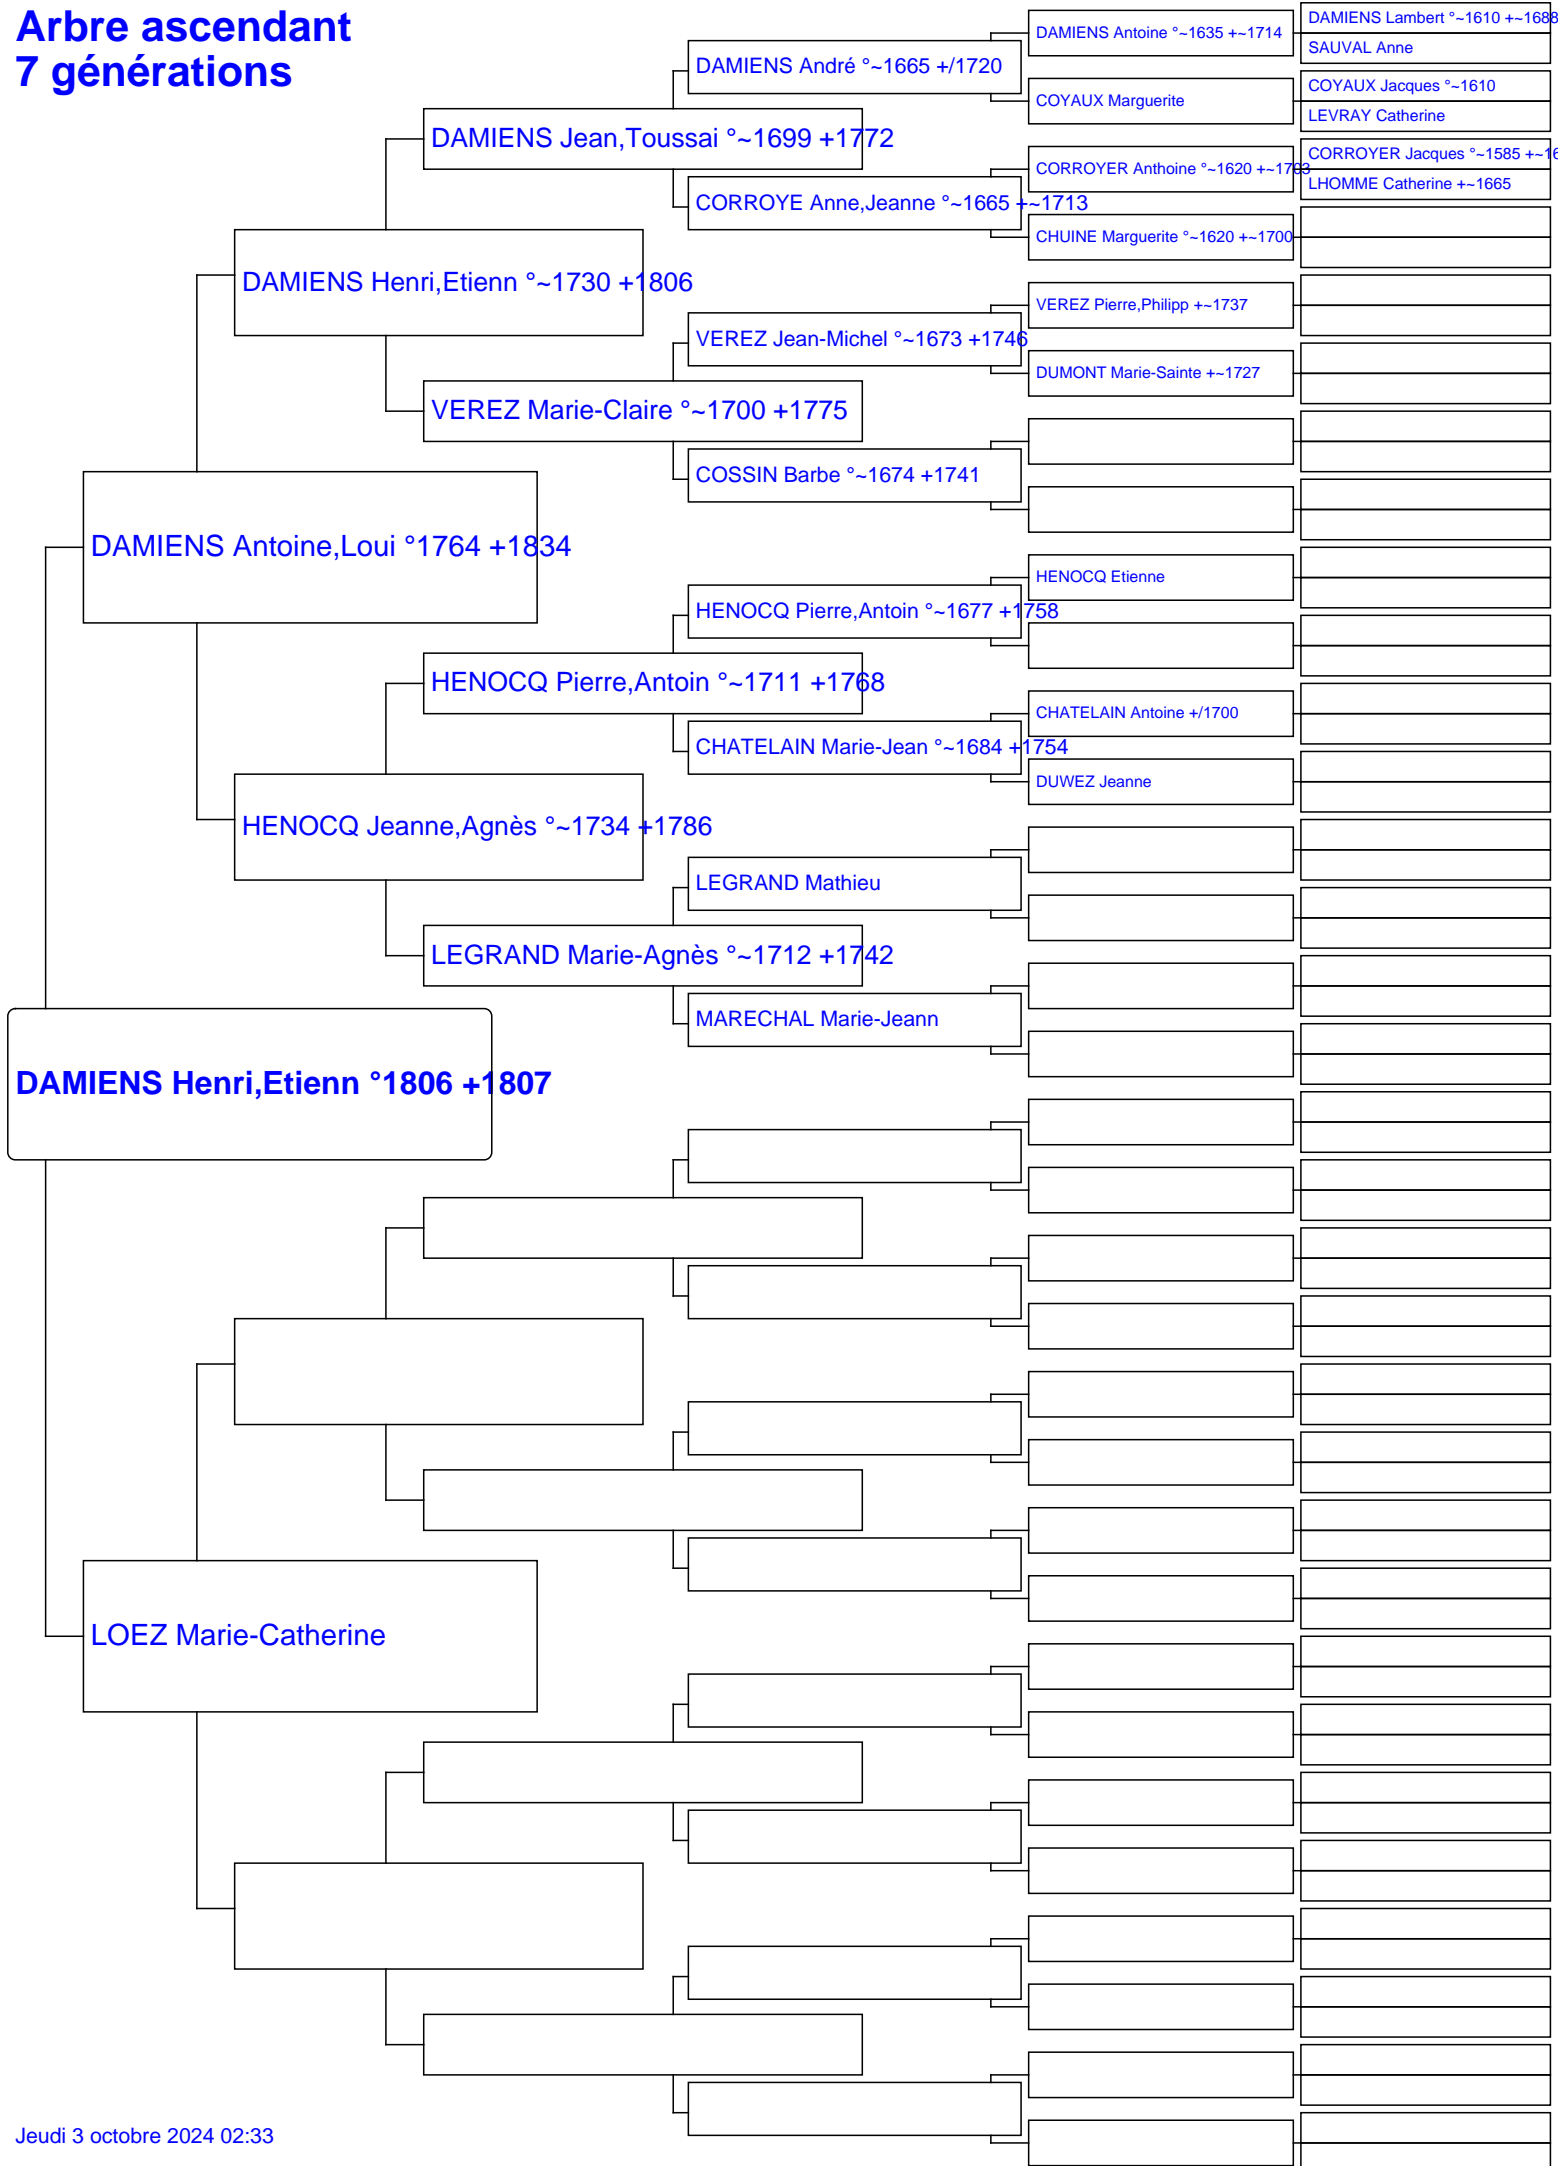 Arbre ascendant
7 générations
DAMIENS Lambert °~1610 +~1688
DAMIENS Antoine °~1635 +~1714
SAUVAL Anne
DAMIENS André °~1665 +/1720
COYAUX Jacques °~1610
COYAUX Marguerite
LEVRAY Catherine
DAMIENS Jean,Toussai °~1699 +1772
CORROYER Jacques °~1585 +~16
CORROYER Anthoine °~1620 +~1703
LHOMME Catherine +~1665
CORROYE Anne,Jeanne °~1665 +~1713
CHUINE Marguerite °~1620 +~1700
DAMIENS Henri,Etienn °~1730 +1806
VEREZ Pierre,Philipp +~1737
VEREZ Jean-Michel °~1673 +1746
DUMONT Marie-Sainte +~1727
VEREZ Marie-Claire °~1700 +1775
COSSIN Barbe °~1674 +1741
DAMIENS Antoine,Loui °1764 +1834
HENOCQ Etienne
HENOCQ Pierre,Antoin °~1677 +1758
HENOCQ Pierre,Antoin °~1711 +1768
CHATELAIN Antoine +/1700
CHATELAIN Marie-Jean °~1684 +1754
DUWEZ Jeanne
HENOCQ Jeanne,Agnès °~1734 +1786
LEGRAND Mathieu
LEGRAND Marie-Agnès °~1712 +1742
MARECHAL Marie-Jeann
DAMIENS Henri,Etienn °1806 +1807
LOEZ Marie-Catherine
Jeudi 3 octobre 2024 02:33